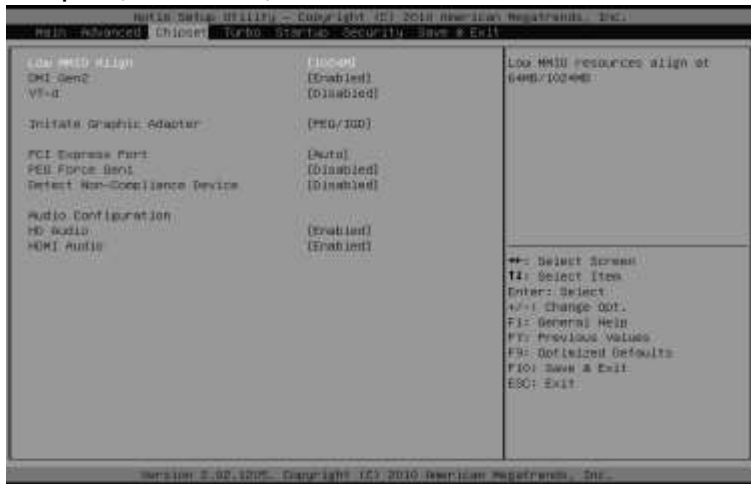 Aptio Setup Utility - Copyright (C) 2010 American Megatrends, Inc.
Main Advanced Chipset Turbo Startup Security Save & Exit
Low MMIO Align [1024M]
DMI Gen2 [Enabled]
VT-d [Disabled]
Initate Graphic Adapter [PEG/IGD]
PCI Express Port [Auto]
PEG Force Gen1 [Disabled]
Detect Non-Compliance Device [Disabled]
Audio Configuration
HD Audio [Enabled]
HDMI Audio [Enabled]
Low MMIO resources align at
64MB/1024MB
↔: Select Screen
↑↓: Select Item
Enter: Select
+/-: Change Opt.
F1: General Help
F7: Previous Values
F9: Optimized Defaults
F10: Save & Exit
ESC: Exit
Version 2.02.1205. Copyright (C) 2010 American Megatrends, Inc.